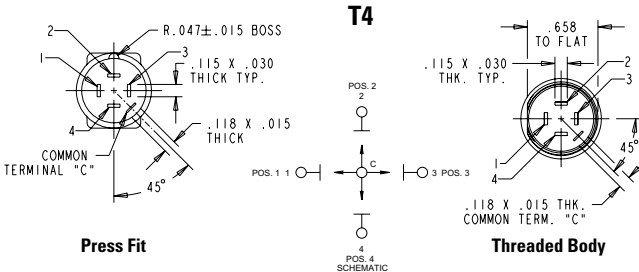 T4
2
R.047±.015 BOSS
1
3
.115 X .030
THICK TYP.
4
.118 X .015
THICK
COMMON
TERMINAL "C"
45°
Press Fit
POS. 2
2
POS. 1 1
C
3 POS. 3
4
POS. 4
SCHEMATIC
.658
TO FLAT
.115 X .030
THK. TYP.
2
3
1
4
45°
.118 X .015 THK.
COMMON TERM. "C"
Threaded Body